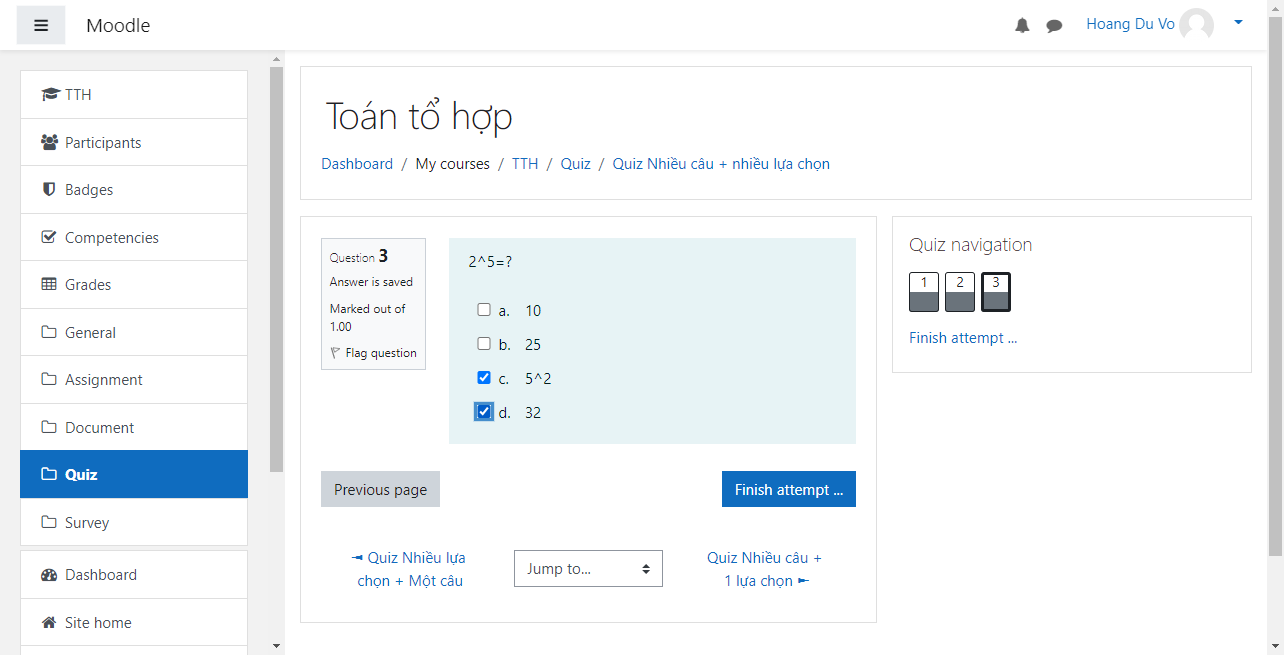 Moodle
Hoang Du Vo
TTH
Participants
Badges
Competencies
Grades
General
Assignment
Document
Quiz
Survey
Dashboard
Site home
Toán tổ hợp
Dashboard / My courses / TTH / Quiz / Quiz Nhiều câu + nhiều lựa chọn
Question 3
Answer is saved
Marked out of
1.00
Flag question
2^5=?
a. 10
b. 25
c. 5^2
d. 32
Previous page
Finish attempt ...
◄ Quiz Nhiều lựa
chọn + Một câu
Jump to...
Quiz Nhiều câu +
1 lựa chọn ►
Quiz navigation
1 2 3
Finish attempt ...